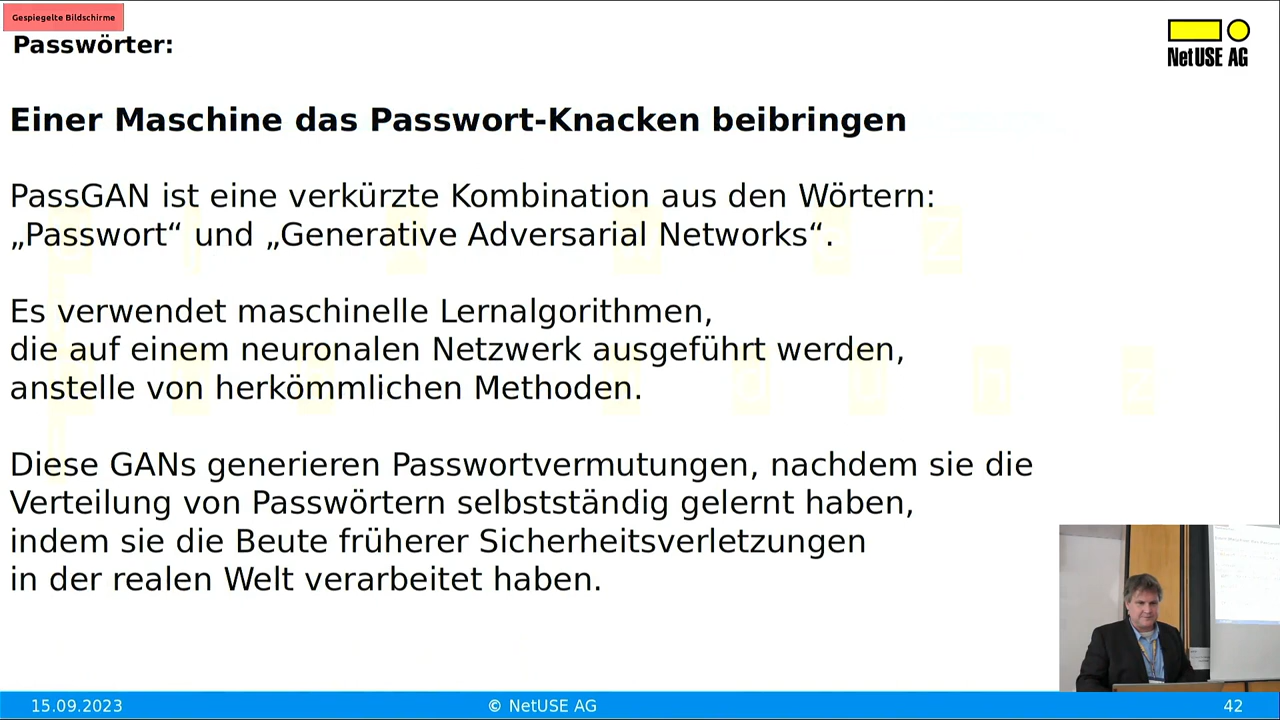 Gespiegelte Bildschirme
Passwörter:
NetUSE AG
Einer Maschine das Passwort-Knacken beibringen
PassGAN ist eine verkürzte Kombination aus den Wörtern:
„Passwort“ und „Generative Adversarial Networks“.
Es verwendet maschinelle Lernalgorithmen,
die auf einem neuronalen Netzwerk ausgeführt werden,
anstelle von herkömmlichen Methoden.
Diese GANs generieren Passwortvermutungen, nachdem sie die
Verteilung von Passwörtern selbstständig gelernt haben,
indem sie die Beute früherer Sicherheitsverletzungen
in der realen Welt verarbeitet haben.
15.09.2023
© NetUSE AG
42